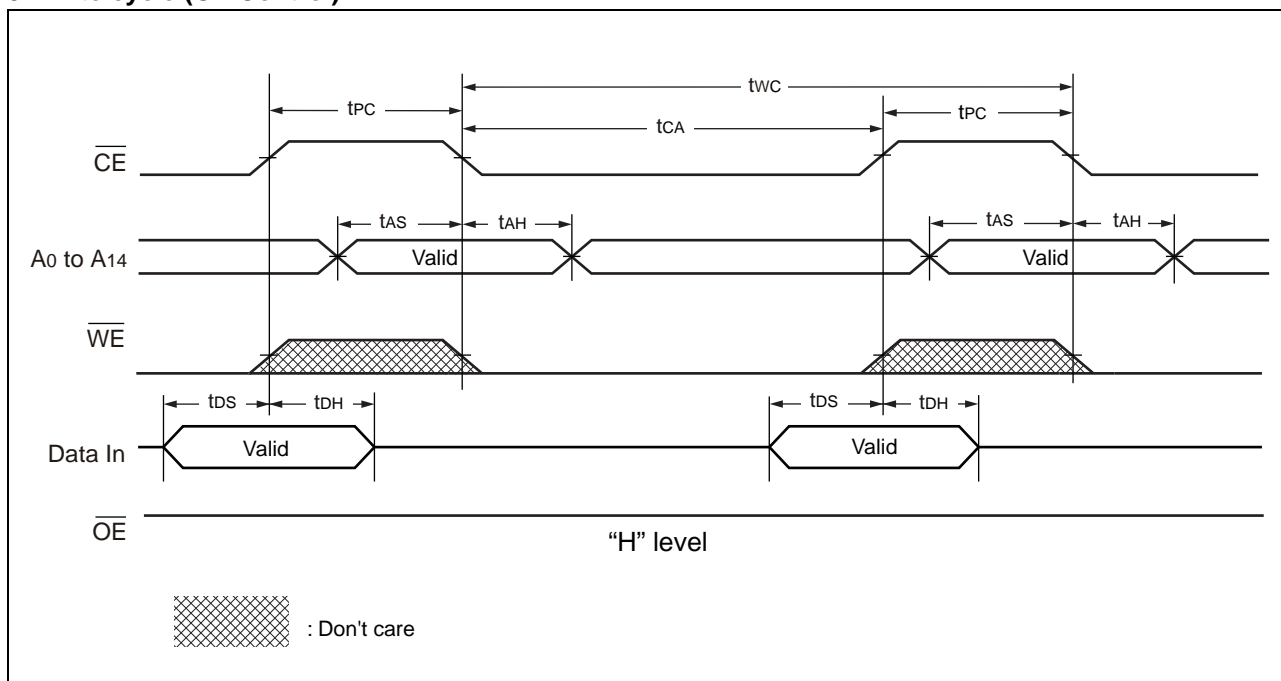 tWC
tPC
tCA
tPC
CE
tAS
tAH
tAS
tAH
A0 to A14
Valid
Valid
WE
tDS
tDH
tDS
tDH
Data In
Valid
Valid
OE
“H” level
: Don't care